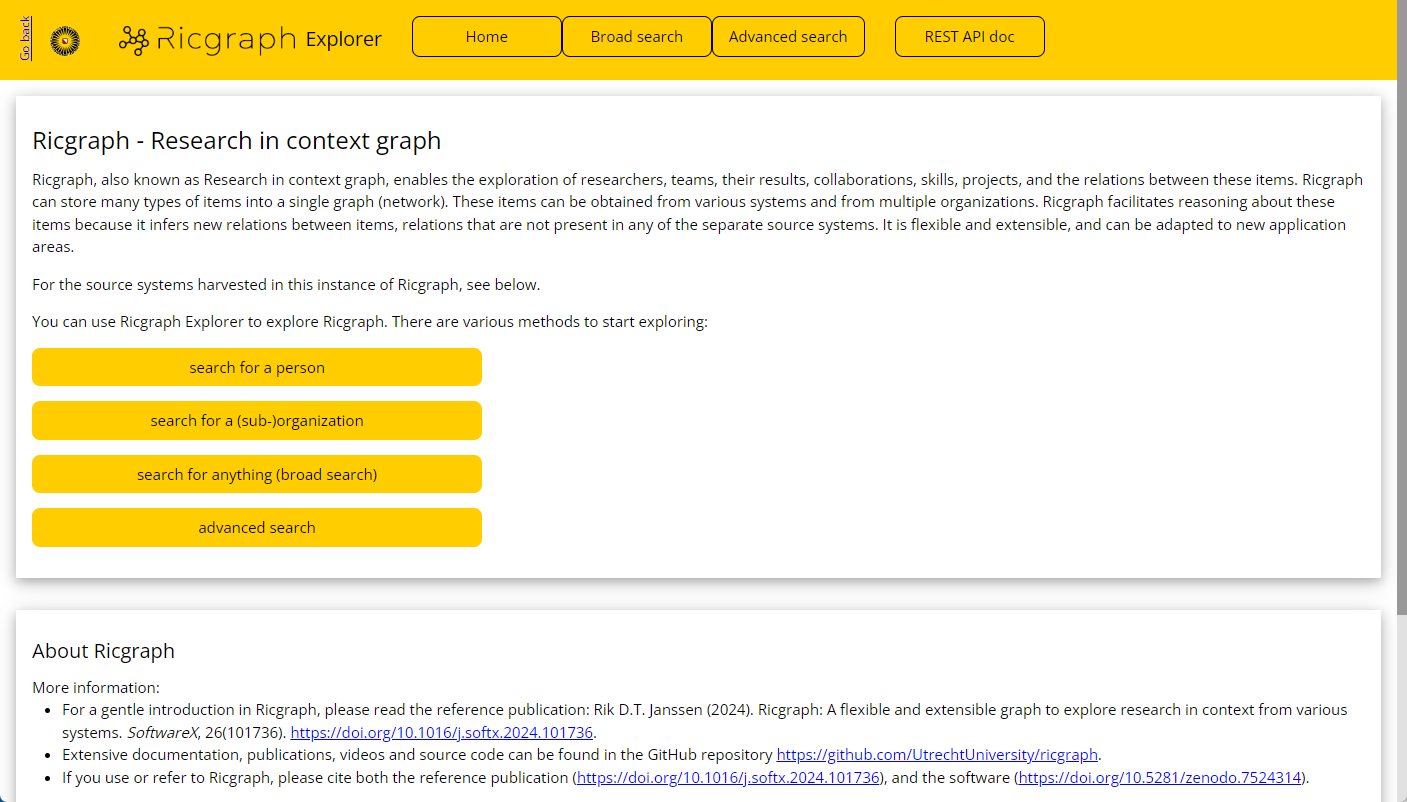 Go back
Ricgraph Explorer
Home
Broad search
Advanced search
REST API doc
Ricgraph - Research in context graph
Ricgraph, also known as Research in context graph, enables the exploration of researchers, teams, their results, collaborations, skills, projects, and the relations between these items. Ricgraph
can store many types of items into a single graph (network). These items can be obtained from various systems and from multiple organizations. Ricgraph facilitates reasoning about these
items because it infers new relations between items, relations that are not present in any of the separate source systems. It is flexible and extensible, and can be adapted to new application
areas.
For the source systems harvested in this instance of Ricgraph, see below.
You can use Ricgraph Explorer to explore Ricgraph. There are various methods to start exploring:
search for a person
search for a (sub-)organization
search for anything (broad search)
advanced search
About Ricgraph
More information:
• For a gentle introduction in Ricgraph, please read the reference publication: Rik D.T. Janssen (2024). Ricgraph: A flexible and extensible graph to explore research in context from various
systems. SoftwareX, 26(101736). https://doi.org/10.1016/j.softx.2024.101736.
• Extensive documentation, publications, videos and source code can be found in the GitHub repository https://github.com/UtrechtUniversity/ricgraph.
• If you use or refer to Ricgraph, please cite both the reference publication (https://doi.org/10.1016/j.softx.2024.101736), and the software (https://doi.org/10.5281/zenodo.7524314).